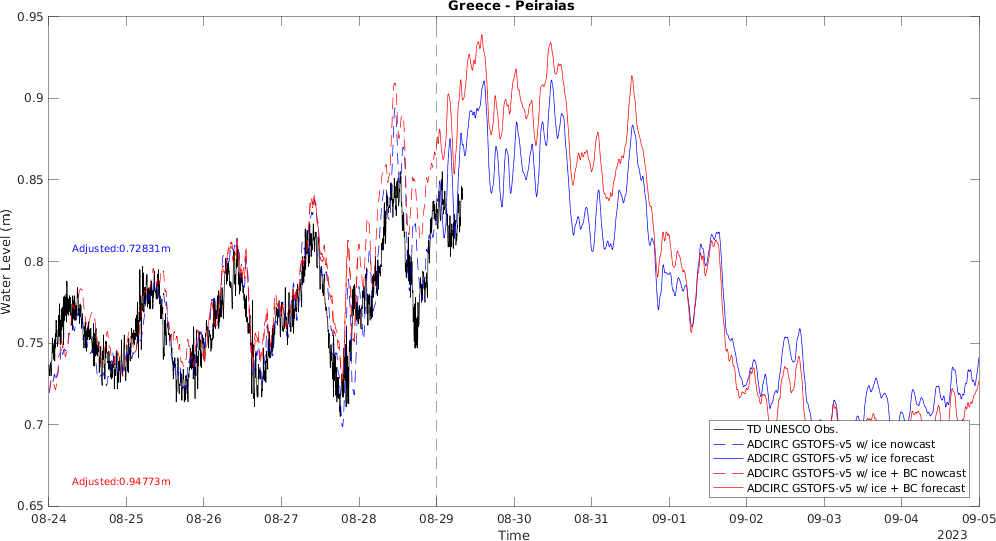 Greece - Peiraias
0.95
0.9
0.85
0.8
0.75
0.7
0.65
Water Level (m)
Adjusted:0.72831m
Adjusted:0.94773m
TD UNESCO Obs.
ADCIRC GSTOFS-v5 w/ ice nowcast
ADCIRC GSTOFS-v5 w/ ice forecast
ADCIRC GSTOFS-v5 w/ ice + BC nowcast
ADCIRC GSTOFS-v5 w/ ice + BC forecast
08-24 08-25 08-26 08-27 08-28 08-29 08-30 08-31 09-01 09-02 09-03 09-04 09-05
Time
2023